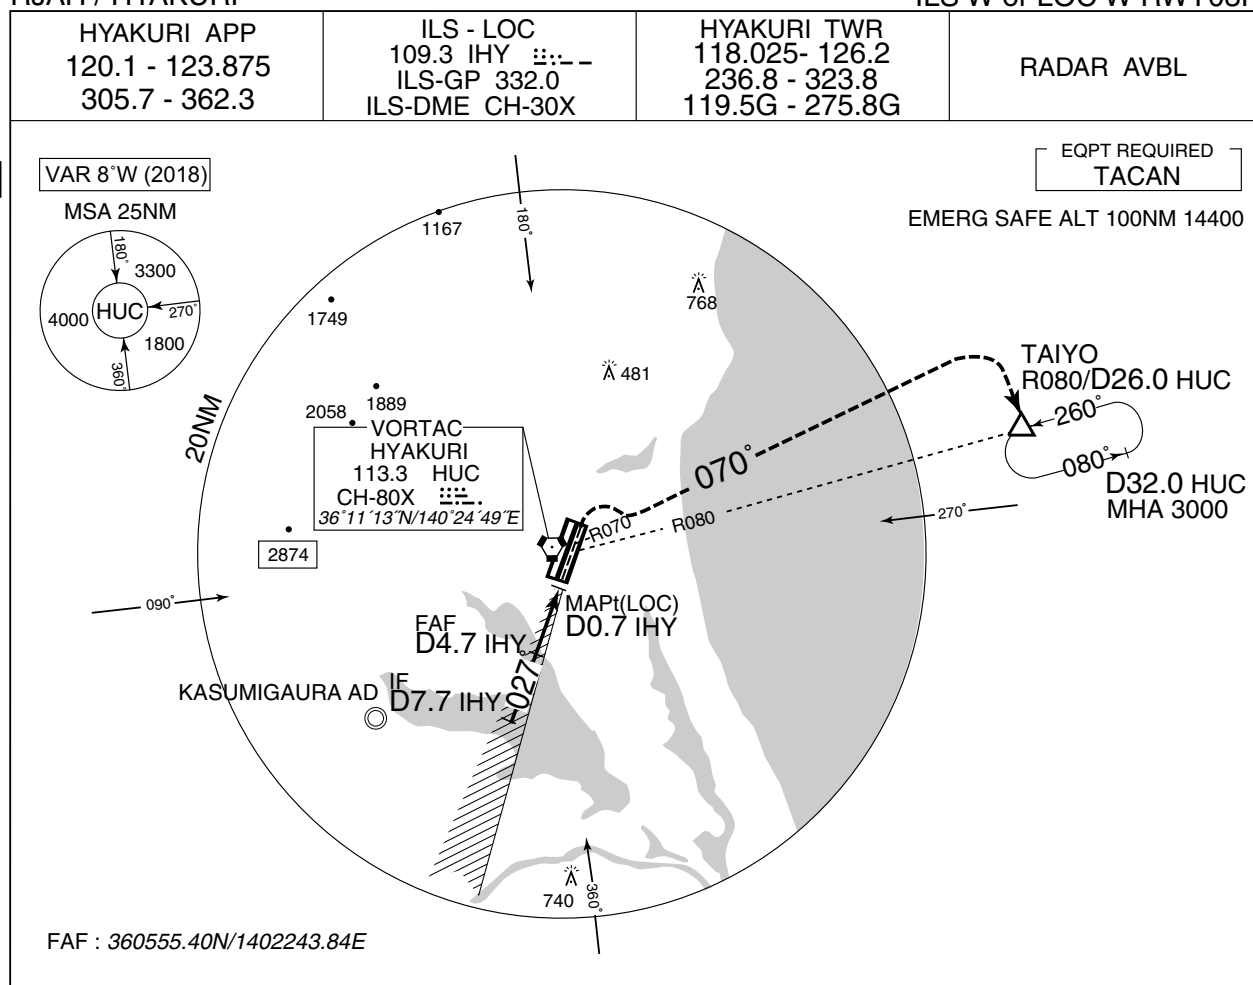 HYAKURI APP
120.1 - 123.875
305.7 - 362.3
ILS - LOC
109.3 IHY
ILS-GP 332.0
ILS-DME CH-30X
HYAKURI TWR
118.025- 126.2
236.8 - 323.8
119.5G - 275.8G
RADAR AVBL
VAR 8°W (2018)
MSA 25NM
180°
3300
HUC
4000
270°
1800
360°
EQPT REQUIRED
TACAN
EMERG SAFE ALT 100NM 14400
1167
180°
768
1749
481
1889
2058
20NM
VORTAC
HYAKURI
113.3 HUC
CH-80X
36°11´13˝N/140°24´49˝E
TAIYO
R080/D26.0 HUC
260°
080°
D32.0 HUC
MHA 3000
070°
R070
R080
270°
2874
090°
MAPt(LOC)
D0.7 IHY
FAF
D4.7 IHY
027°
IF
D7.7 IHY
KASUMIGAURA AD
740
360°
FAF : 360555.40N/1402243.84E